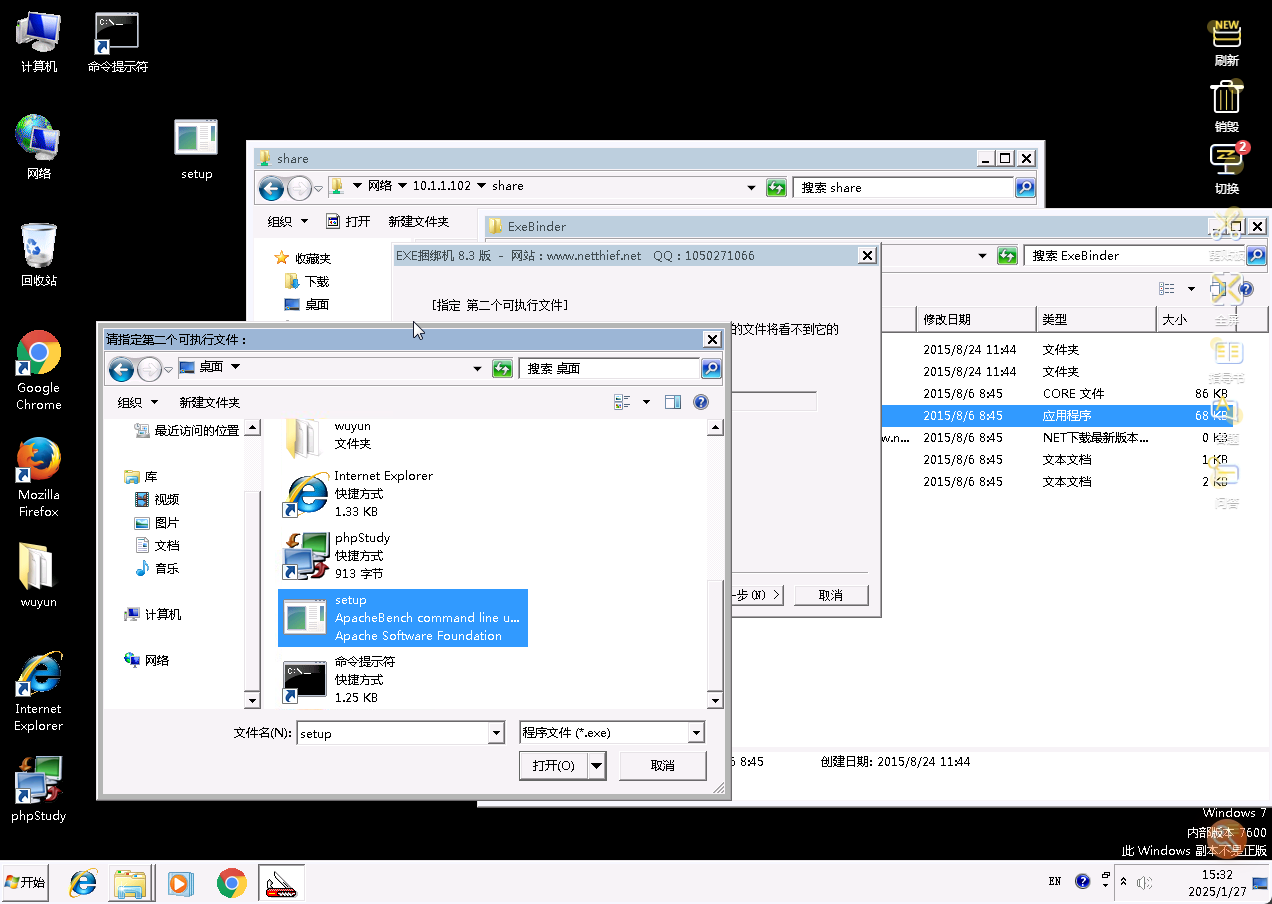 计算机
命令提示符
网络
setup
回收站
Google
Chrome
Mozilla
Firefox
wuyun
Internet
Explorer
phpStudy
NEW
刷新
销毁
2
切换
share
网络
10.1.1.102
share
搜索 share
组织
打开
新建文件夹
收藏夹
下载
桌面
ExeBinder
搜索 ExeBinder
修改日期
类型
大小
2015/8/24 11:44
文件夹
2015/8/24 11:44
文件夹
2015/8/6 8:45
CORE 文件
86 KB
2015/8/6 8:45
应用程序
68 KB
w.n...
2015/8/6 8:45
NET下载最新版本...
0 KB
2015/8/6 8:45
文本文档
1 KB
2015/8/6 8:45
文本文档
2 KB
全屏
指导书
问答
6 8:45
创建日期: 2015/8/24 11:44
EXE捆绑机 8.3 版 - 网站：www.netthief.net QQ：1050271066
[指定 第二个可执行文件]
的文件将看不到它的
一步(N) >
取消
请指定第二个可执行文件：
桌面
搜索 桌面
组织
新建文件夹
最近访问的位置
库
视频
图片
文档
音乐
计算机
网络
wuyun
文件夹
Internet Explorer
快捷方式
1.33 KB
phpStudy
快捷方式
913 字节
setup
ApacheBench command line u...
Apache Software Foundation
命令提示符
快捷方式
1.25 KB
文件名(N):
setup
程序文件 (*.exe)
打开(O)
取消
Windows 7
内部版本 7600
此 Windows 副本不是正版
开始
EN
15:32
2025/1/27